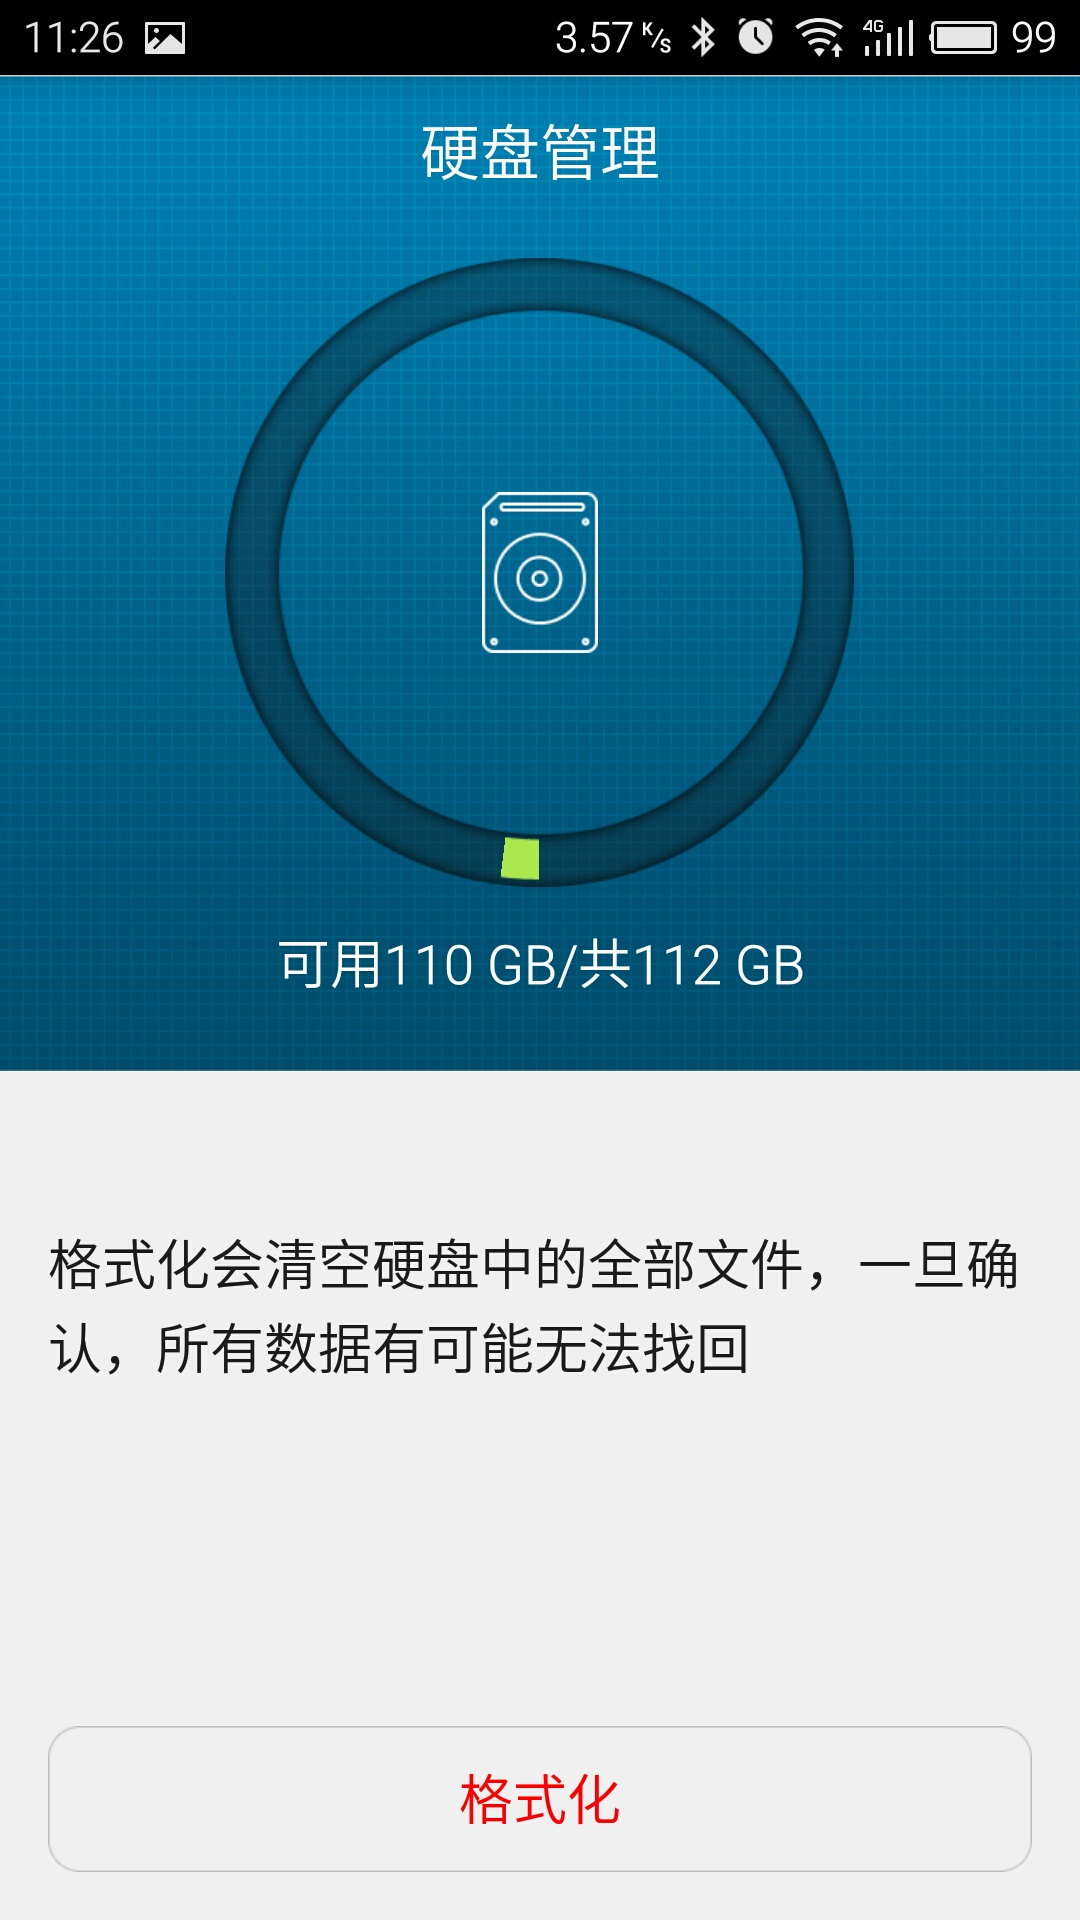 11:26 3.57 K/s 4G 99
硬盘管理
可用110 GB/共112 GB
格式化会清空硬盘中的全部文件，一旦确
认，所有数据有可能无法找回
格式化